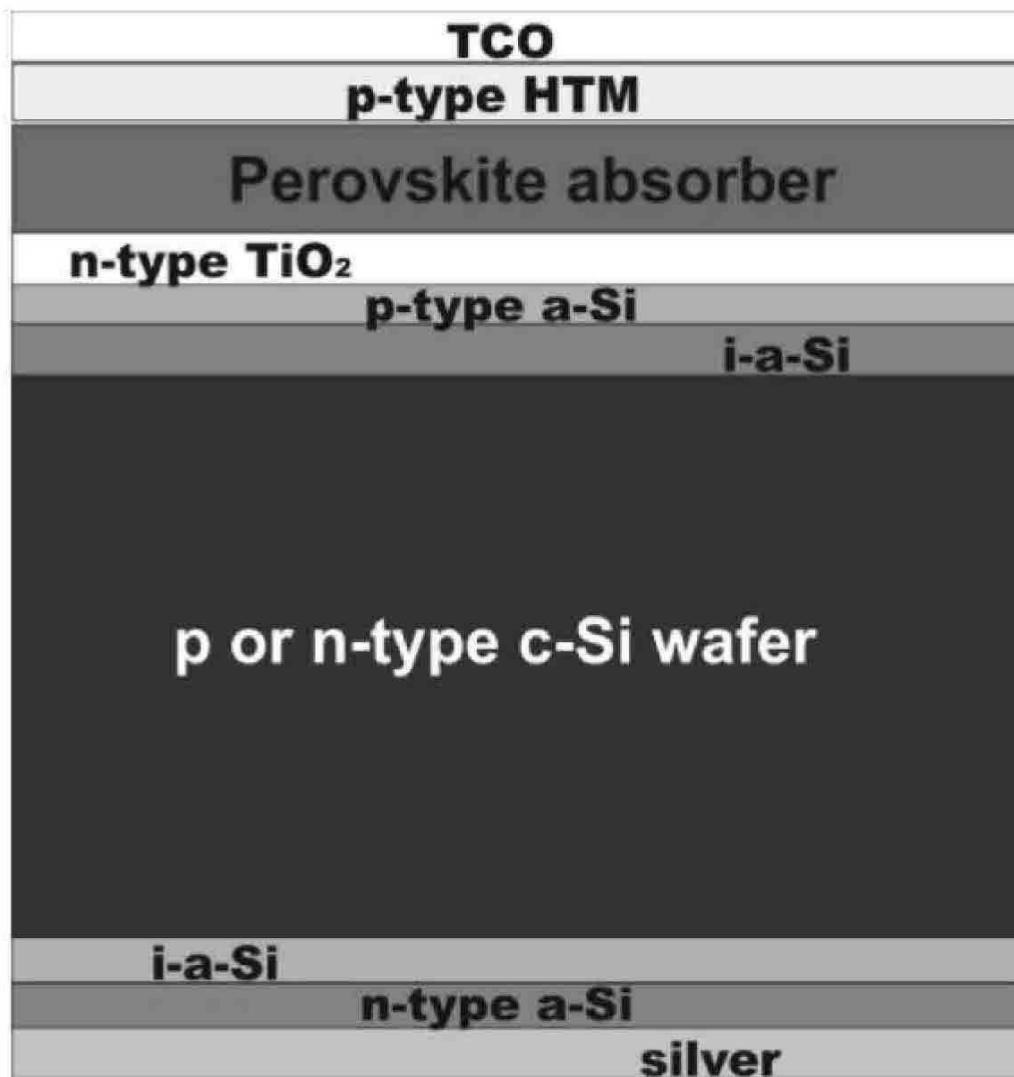 TCO
p-type HTM
Perovskite absorber
n-type TiO₂
p-type a-Si
i-a-Si
p or n-type c-Si wafer
i-a-Si
n-type a-Si
silver